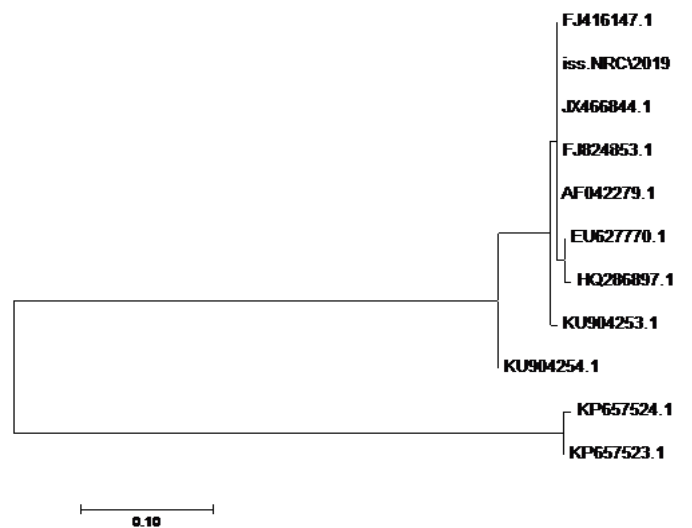 FJ416147.1
iss.NRC\2019
JX466844.1
FJ824853.1
AF042279.1
EU627770.1
HQ286897.1
KU904253.1
KU904254.1
KP657524.1
KP657523.1
0.10